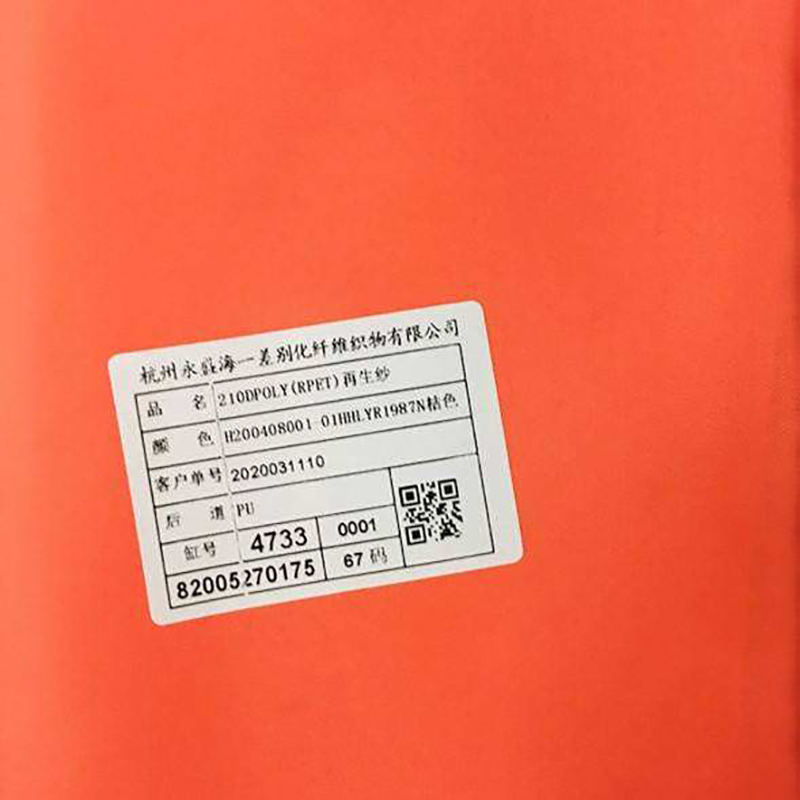 杭州永盛海一差别化纤维织物有限公司
品 名 210DPOLY(RPET)再生纱
颜 色 H200408001-01HHLYR1987N桔色
客户单号 2020031110
后 道 PU
缸号 4733 0001
82005270175 67 码